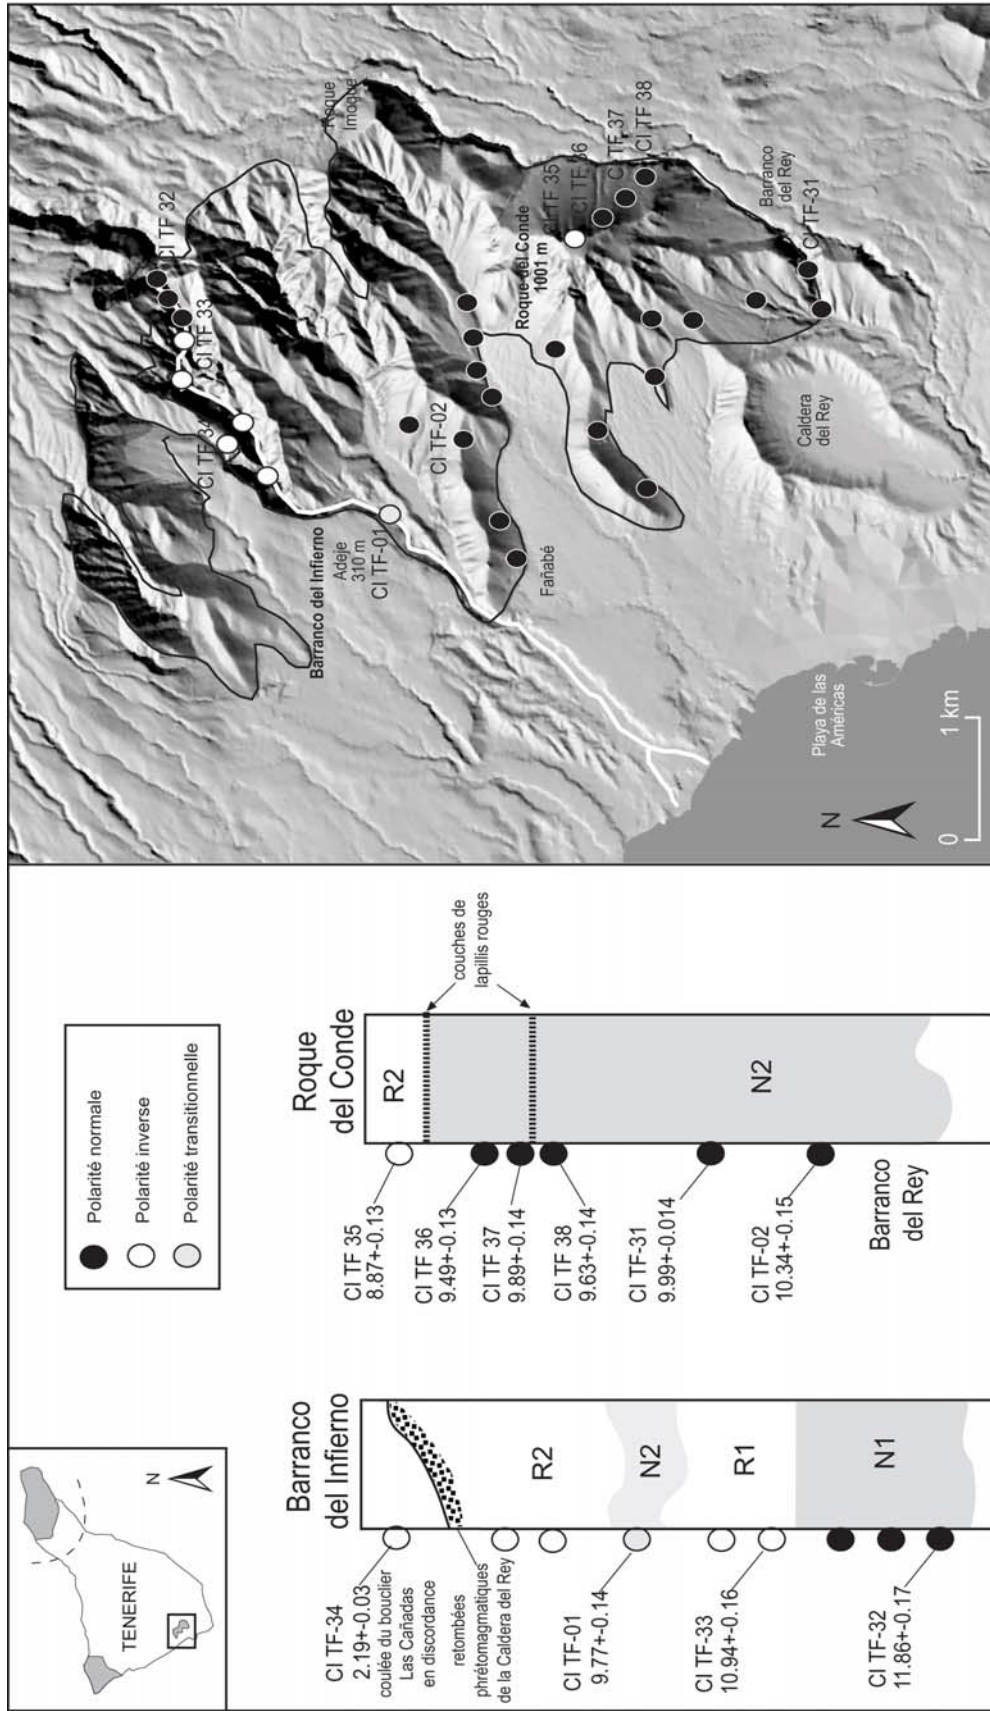 TENERIFE
N
Polarité normale
Polarité inverse
Polarité transitionnelle
Barranco
del Infierno
CI TF-34
2.19+-0.03
coulée du bouclier
Las Cañadas
en discordance
retombées
phrétomagmatiques
de la Caldera del Rey
CI TF-01
9.77+-0.14
CI TF-33
10.94+-0.16
CI TF-32
11.86+-0.17
R2
N2
R1
N1
Roque
del Conde
CI TF 35
8.87+-0.13
CI TF 36
9.49+-0.13
CI TF 37
9.89+-0.14
CI TF 38
9.63+-0.14
CI TF-31
9.99+-0.014
CI TF-02
10.34+-0.15
Barranco
del Rey
R2
N2
couches de
lapillis rouges
CI TF 32
CI TF 33
CI TF 34
Roque
Imoque
Barranco del Infierno
Adeje
310 m
CI TF-01
CI TF-02
Fañabé
Roque del Conde
1001 m
CI TF 35
CI TF 36
CI TF 37
CI TF 38
Barranco
del Rey
CI TF-31
Caldera
del Rey
Playa de las
Américas
N
0
1 km